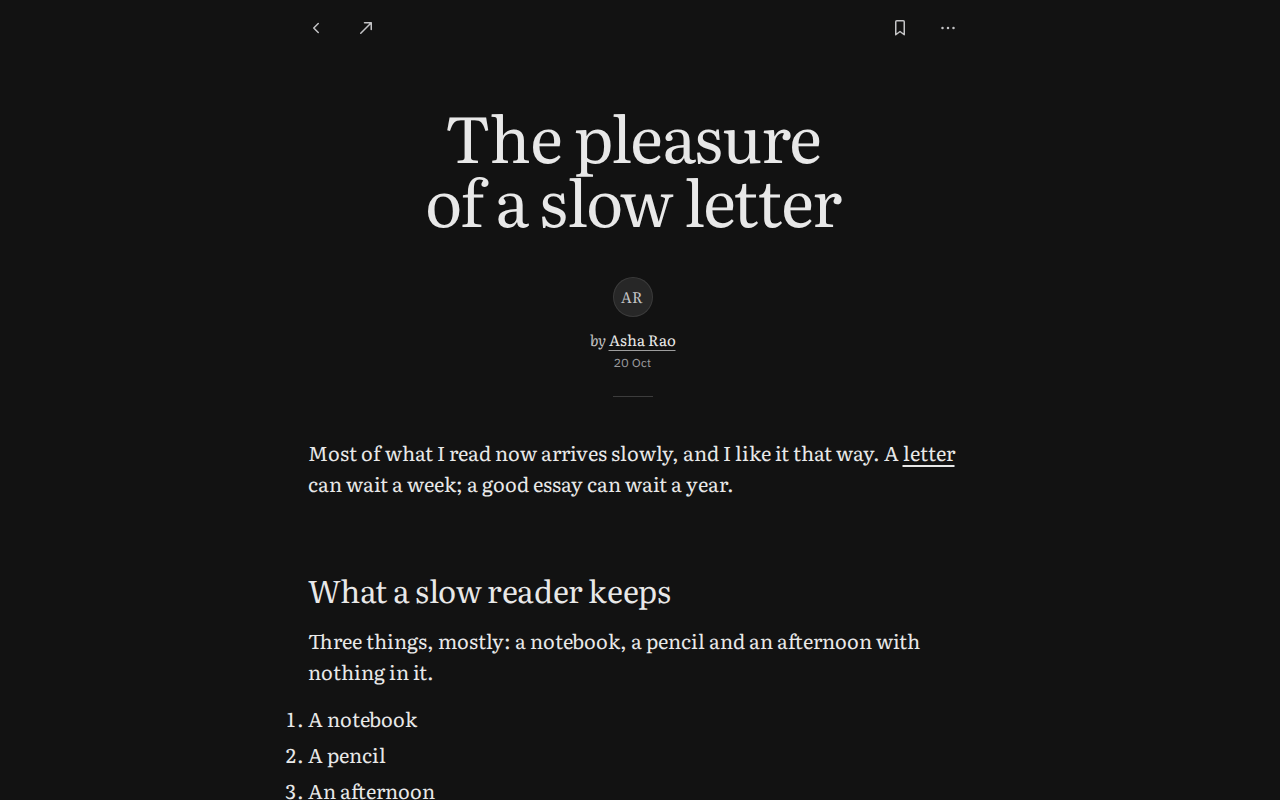 The pleasure
of a slow letter
AR
by Asha Rao
20 Oct
Most of what I read now arrives slowly, and I like it that way. A letter
can wait a week; a good essay can wait a year.
What a slow reader keeps
Three things, mostly: a notebook, a pencil and an afternoon with
nothing in it.
1. A notebook
2. A pencil
3. An afternoon